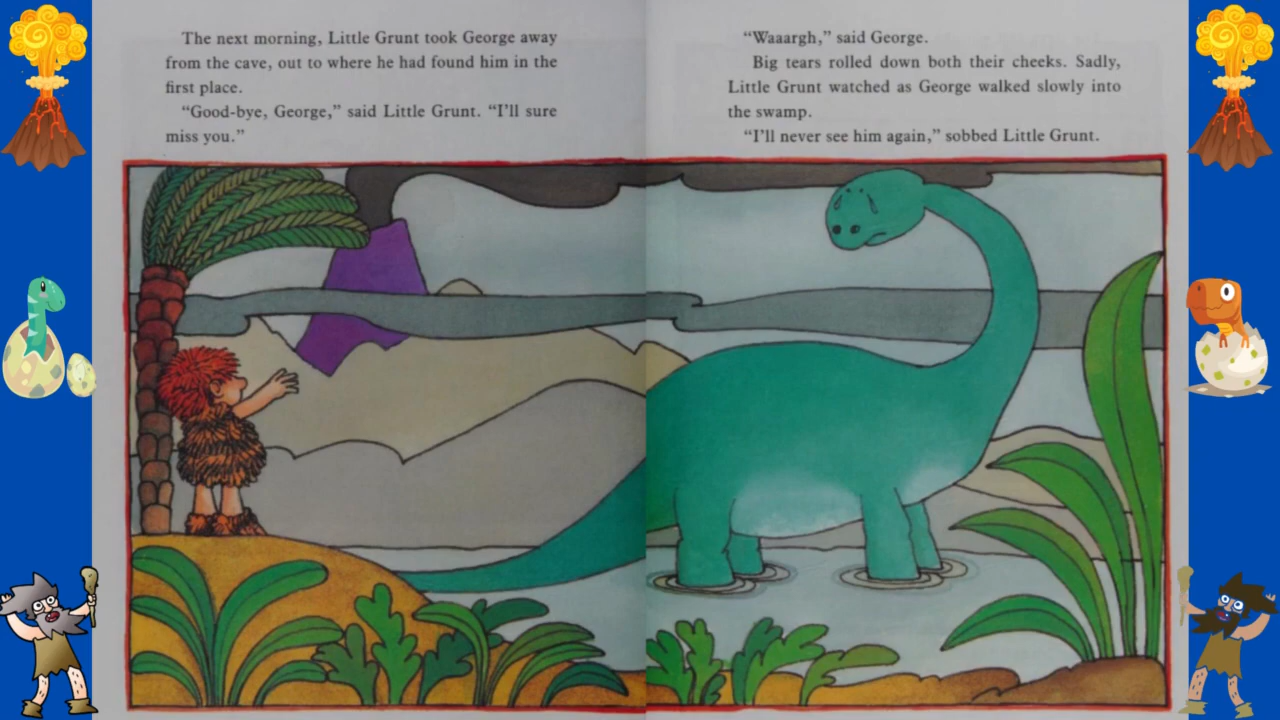 The next morning, Little Grunt took George away
from the cave, out to where he had found him in the
first place.
“Good-bye, George,” said Little Grunt. “I’ll sure
miss you.”
“Waaargh,” said George.
Big tears rolled down both their cheeks. Sadly,
Little Grunt watched as George walked slowly into
the swamp.
“I’ll never see him again,” sobbed Little Grunt.